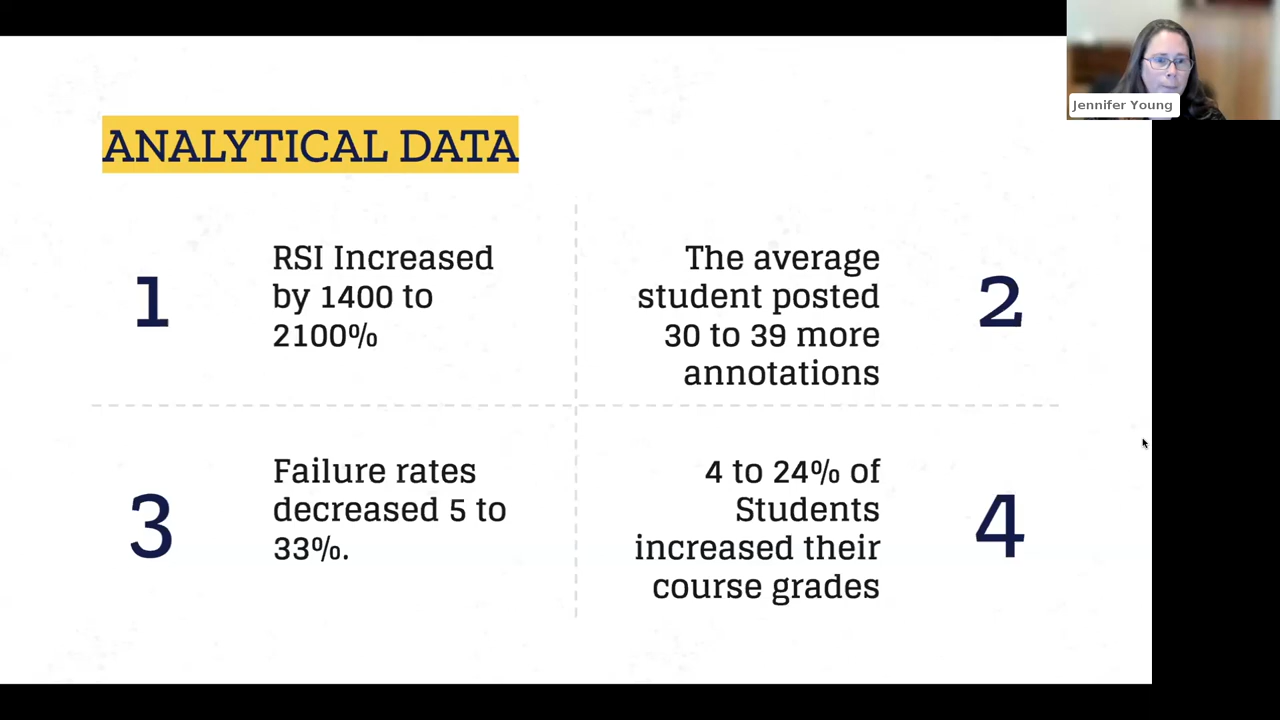 Jennifer Young
ANALYTICAL DATA
1
RSI Increased
by 1400 to
2100%
The average
student posted
30 to 39 more
annotations
2
3
Failure rates
decreased 5 to
33%.
4 to 24% of
Students
increased their
course grades
4